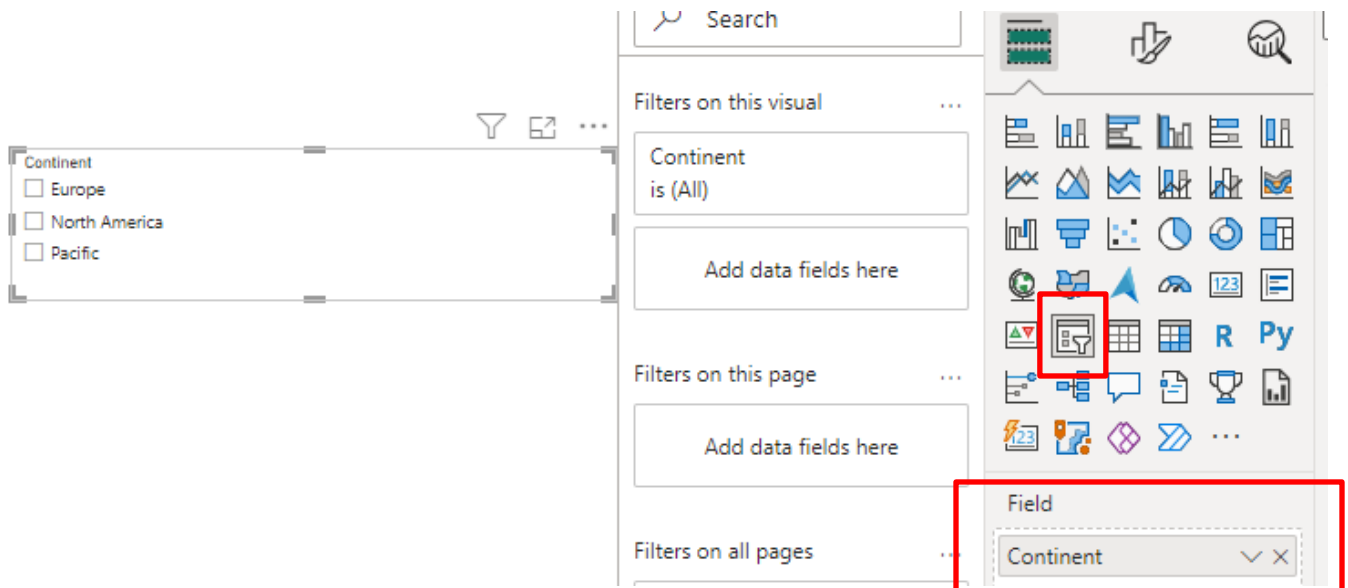 Search
Filters on this visual
Continent
is (All)
Add data fields here
Filters on this page
Add data fields here
Filters on all pages
Continent
Europe
North America
Pacific
123
R
Py
123
Field
Continent